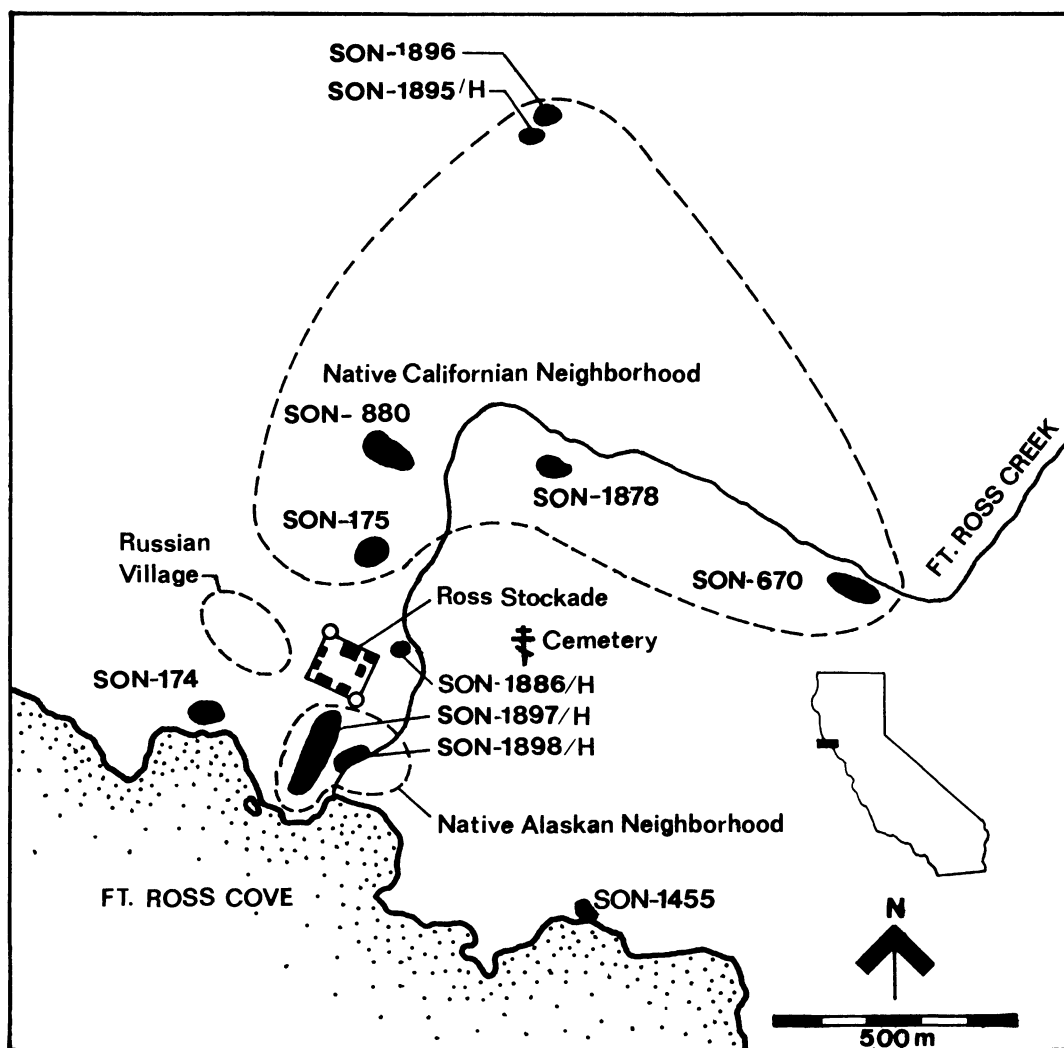 SON-1896
SON-1895/H
Native Californian Neighborhood
SON- 880
SON-1878
SON-175
FT. ROSS CREEK
Russian
Village
SON-670
Ross Stockade
Cemetery
SON-174
SON-1886/H
SON-1897/H
SON-1898/H
Native Alaskan Neighborhood
FT. ROSS COVE
SON-1455
N
500 m